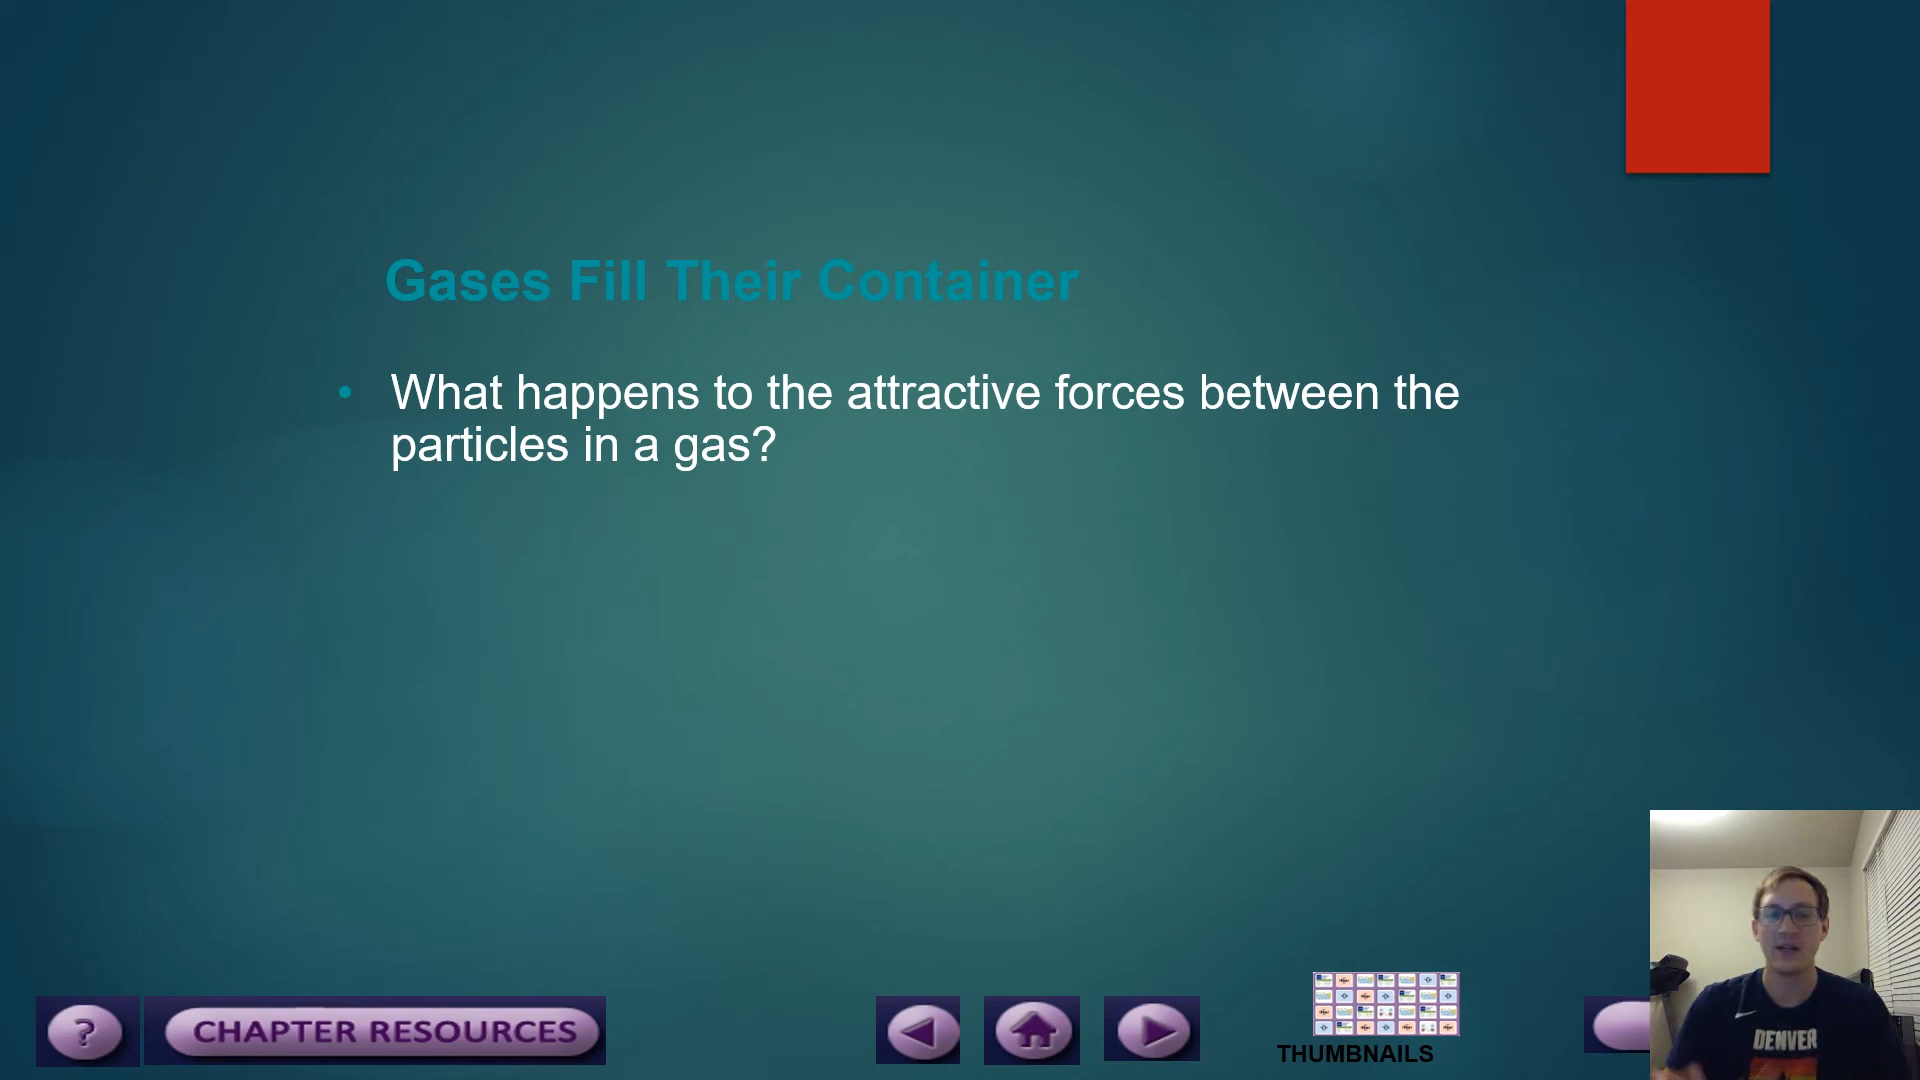 Gases Fill Their Container
• What happens to the attractive forces between the
particles in a gas?
?
CHAPTER RESOURCES
THUMBNAILS
DENVER